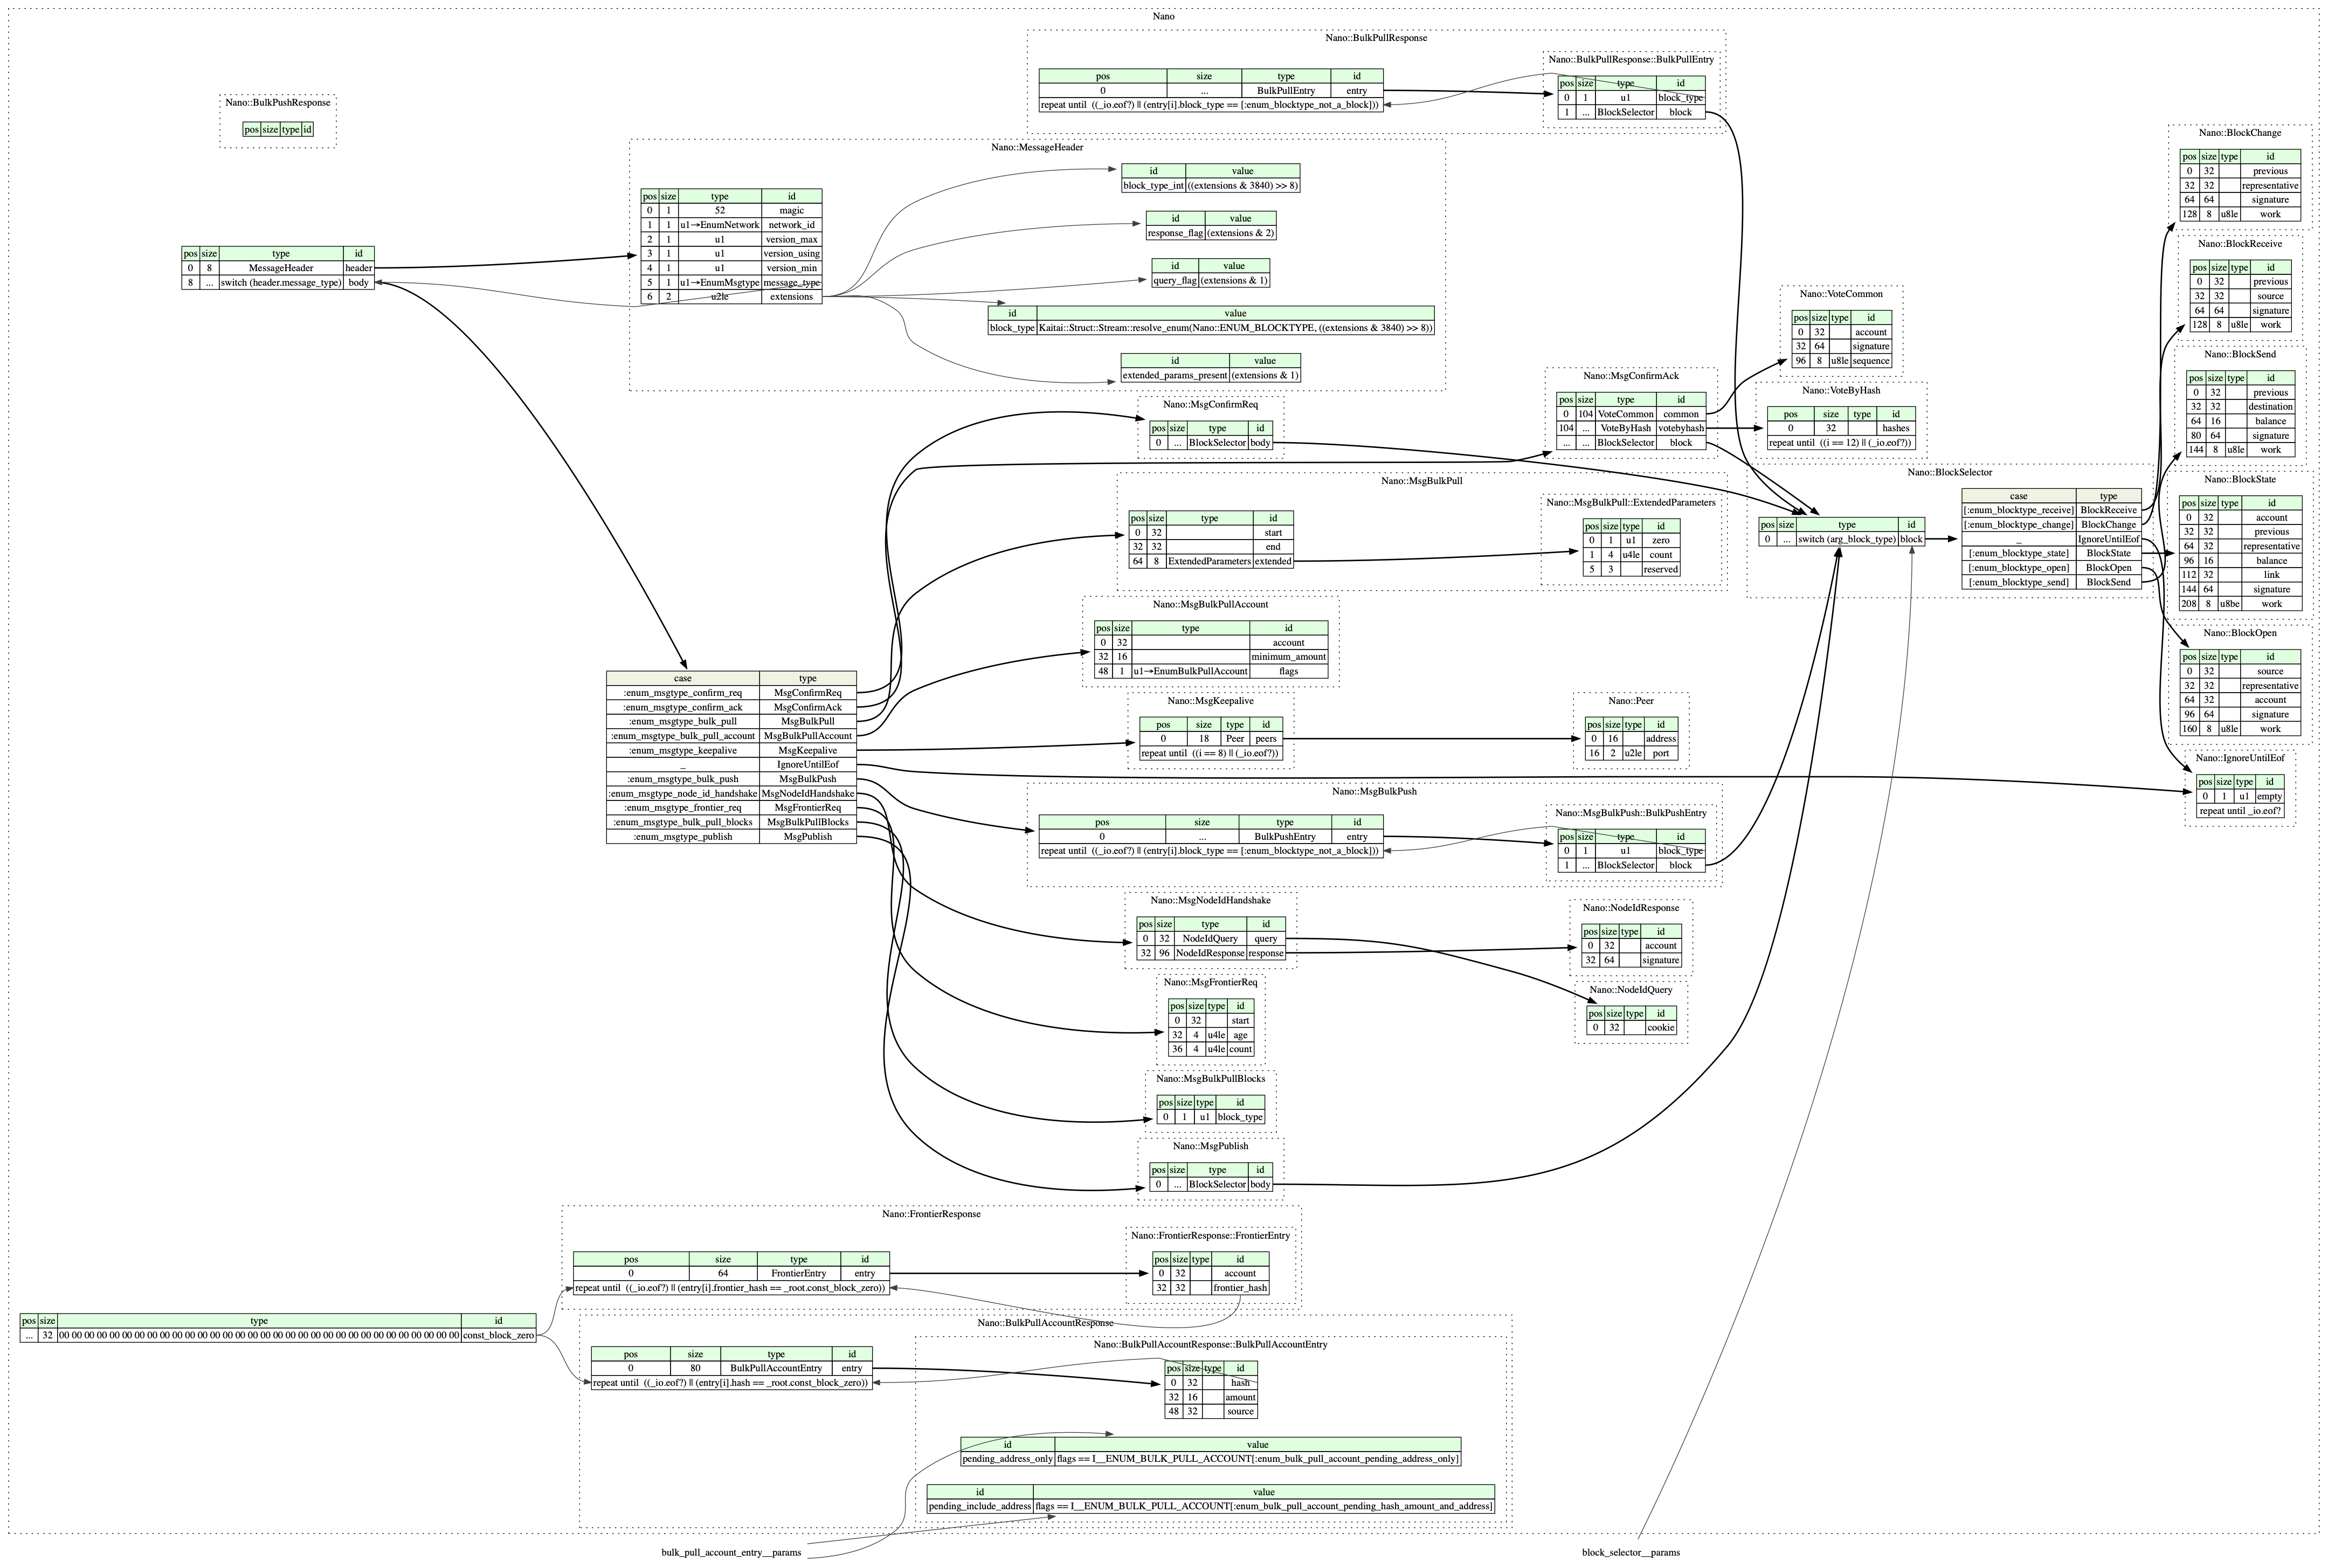 Nano
Nano::BulkPushResponse
pos size type id
pos size type id
0 8 MessageHeader header
8 ... switch (header.message_type) body
Nano::MessageHeader
pos size type id
0 1 52 magic
1 1 u1→EnumNetwork network_id
2 1 u1 version_max
3 1 u1 version_using
4 1 u1 version_min
5 1 u1→EnumMsgtype message_type
6 2 u2le extensions
id value
block_type_int ((extensions & 3840) >> 8)
id value
response_flag (extensions & 2)
id value
query_flag (extensions & 1)
id value
block_type Kaitai::Struct::Stream::resolve_enum(Nano::ENUM_BLOCKTYPE, ((extensions & 3840) >> 8))
id value
extended_params_present (extensions & 1)
Nano::BulkPullResponse
pos size type id
0 ... BulkPullEntry entry
repeat until ((_io.eof?) || (entry[i].block_type == [:enum_blocktype_not_a_block]))
Nano::BulkPullResponse::BulkPullEntry
pos size type id
0 1 u1 block_type
1 ... BlockSelector block
case type
:enum_msgtype_confirm_req MsgConfirmReq
:enum_msgtype_confirm_ack MsgConfirmAck
:enum_msgtype_bulk_pull MsgBulkPull
:enum_msgtype_bulk_pull_account MsgBulkPullAccount
:enum_msgtype_keepalive MsgKeepalive
_ IgnoreUntilEof
:enum_msgtype_bulk_push MsgBulkPush
:enum_msgtype_node_id_handshake MsgNodeIdHandshake
:enum_msgtype_frontier_req MsgFrontierReq
:enum_msgtype_bulk_pull_blocks MsgBulkPullBlocks
:enum_msgtype_publish MsgPublish
Nano::MsgConfirmReq
pos size type id
0 ... BlockSelector body
Nano::MsgConfirmAck
pos size type id
0 104 VoteCommon common
104 ... VoteByHash votebyhash
... ... BlockSelector block
Nano::VoteCommon
pos size type id
0 32 account
32 64 signature
96 8 u8le sequence
Nano::VoteByHash
pos size type id
0 32 hashes
repeat until ((i == 12) || (_io.eof?))
Nano::MsgBulkPull
pos size type id
0 32 start
32 32 end
64 8 ExtendedParameters extended
Nano::MsgBulkPull::ExtendedParameters
pos size type id
0 1 u1 zero
1 4 u4le count
5 3 reserved
Nano::BlockSelector
pos size type id
0 ... switch (arg_block_type) block
case type
[:enum_blocktype_receive] BlockReceive
[:enum_blocktype_change] BlockChange
_ IgnoreUntilEof
[:enum_blocktype_state] BlockState
[:enum_blocktype_open] BlockOpen
[:enum_blocktype_send] BlockSend
Nano::BlockChange
pos size type id
0 32 previous
32 32 representative
64 64 signature
128 8 u8le work
Nano::BlockReceive
pos size type id
0 32 previous
32 32 source
64 64 signature
128 8 u8le work
Nano::BlockSend
pos size type id
0 32 previous
32 32 destination
64 16 balance
80 64 signature
144 8 u8le work
Nano::BlockState
pos size type id
0 32 account
32 32 previous
64 32 representative
96 16 balance
112 32 link
144 64 signature
208 8 u8be work
Nano::BlockOpen
pos size type id
0 32 source
32 32 representative
64 32 account
96 64 signature
160 8 u8le work
Nano::IgnoreUntilEof
pos size type id
0 1 u1 empty
repeat until _io.eof?
Nano::MsgBulkPullAccount
pos size type id
0 32 account
32 16 minimum_amount
48 1 u1→EnumBulkPullAccount flags
Nano::MsgKeepalive
pos size type id
0 18 Peer peers
repeat until ((i == 8) || (_io.eof?))
Nano::Peer
pos size type id
0 16 address
16 2 u2le port
Nano::MsgBulkPush
pos size type id
0 ... BulkPushEntry entry
repeat until ((_io.eof?) || (entry[i].block_type == [:enum_blocktype_not_a_block]))
Nano::MsgBulkPush::BulkPushEntry
pos size type id
0 1 u1 block_type
1 ... BlockSelector block
Nano::MsgNodeIdHandshake
pos size type id
0 32 NodeIdQuery query
32 96 NodeIdResponse response
Nano::NodeIdResponse
pos size type id
0 32 account
32 64 signature
Nano::NodeIdQuery
pos size type id
0 32 cookie
Nano::MsgFrontierReq
pos size type id
0 32 start
32 4 u4le age
36 4 u4le count
Nano::MsgBulkPullBlocks
pos size type id
0 1 u1 block_type
Nano::MsgPublish
pos size type id
0 ... BlockSelector body
Nano::FrontierResponse
pos size type id
0 64 FrontierEntry entry
repeat until ((_io.eof?) || (entry[i].frontier_hash == _root.const_block_zero))
Nano::FrontierResponse::FrontierEntry
pos size type id
0 32 account
32 32 frontier_hash
pos size type id
... 32 00 00 00 00 00 00 00 00 00 00 00 00 00 00 00 00 00 00 00 00 00 00 00 00 00 00 00 00 00 00 00 00 const_block_zero
Nano::BulkPullAccountResponse
pos size type id
0 80 BulkPullAccountEntry entry
repeat until ((_io.eof?) || (entry[i].hash == _root.const_block_zero))
Nano::BulkPullAccountResponse::BulkPullAccountEntry
pos size type id
0 32 hash
32 16 amount
48 32 source
id value
pending_address_only flags == I__ENUM_BULK_PULL_ACCOUNT[:enum_bulk_pull_account_pending_address_only]
id value
pending_include_address flags == I__ENUM_BULK_PULL_ACCOUNT[:enum_bulk_pull_account_pending_hash_amount_and_address]
bulk_pull_account_entry__params
block_selector__params